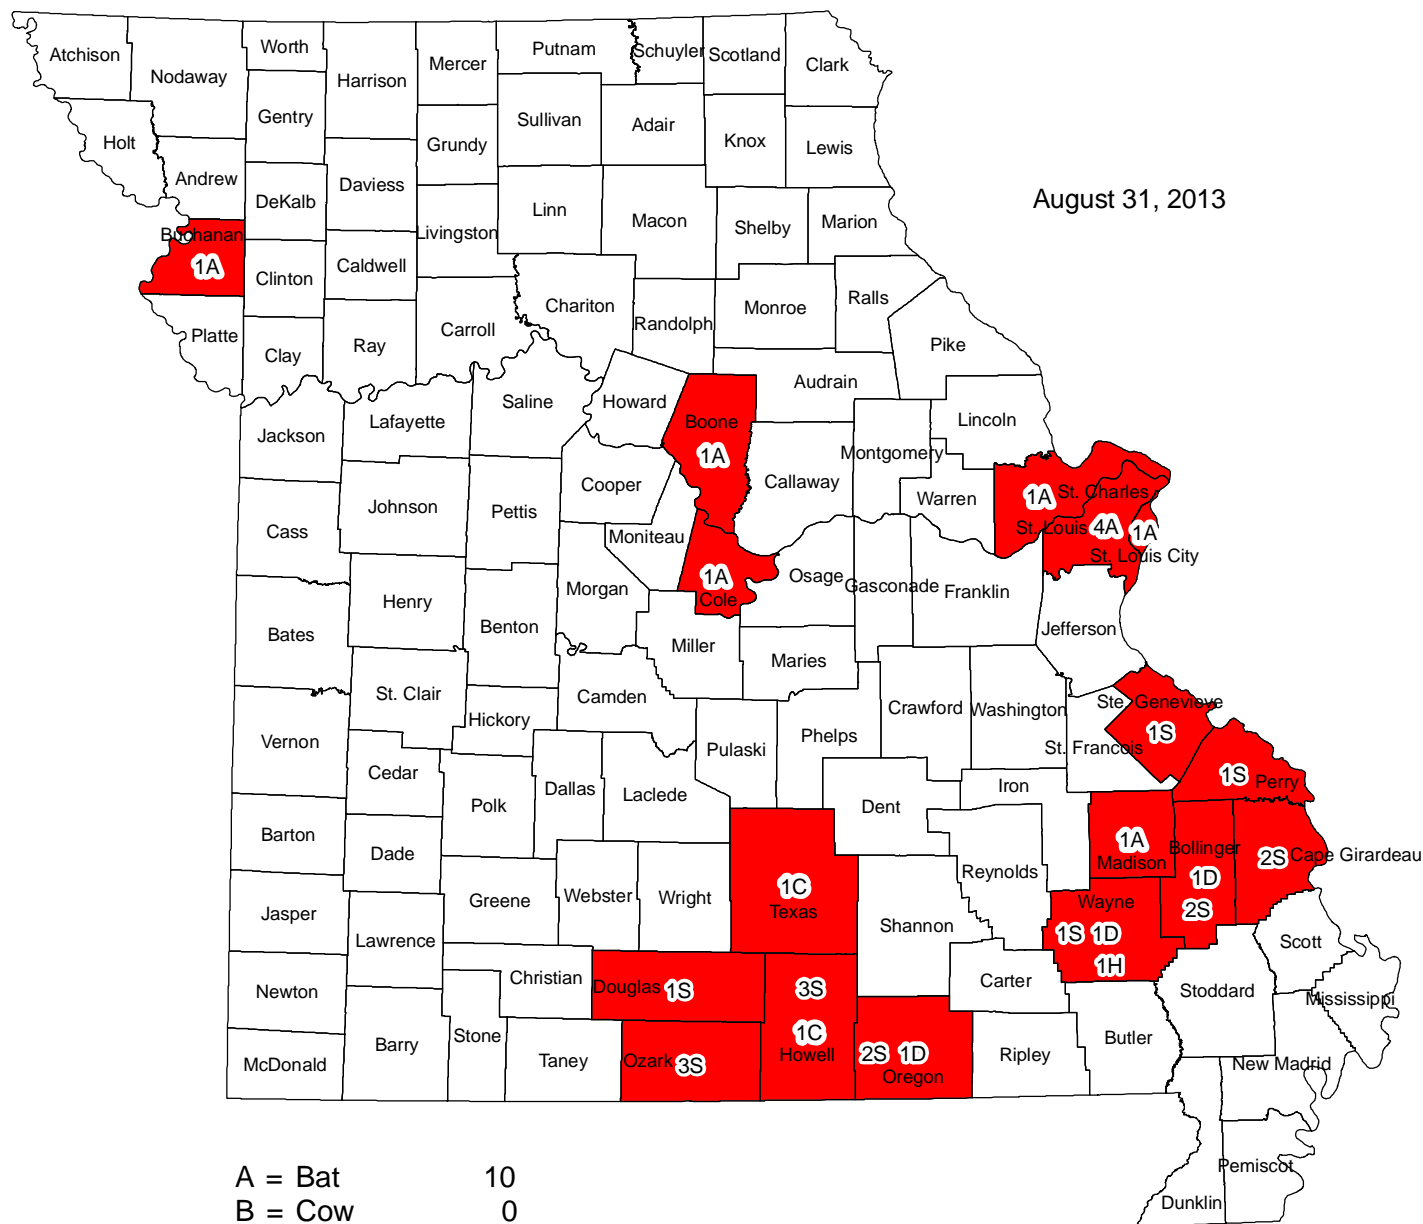 Atchison
Nodaway
Worth
Harrison
Mercer
Putnam
Schuyler
Scotland
Clark
Gentry
Sullivan
Adair
Holt
Grundy
Knox
Lewis
Andrew
DeKalb
Daviess
Linn
Macon
Shelby
Marion
August 31, 2013
Buchanan
1A
Livingston
Clinton
Caldwell
Chariton
Randolph
Monroe
Ralls
Platte
Clay
Ray
Carroll
Pike
Audrain
Saline
Howard
Boone
1A
Lincoln
Jackson
Lafayette
Montgomery
Cooper
Callaway
Warren
1A
St. Charles
Johnson
Pettis
Cass
Moniteau
St. Louis
4A
1A
St. Louis City
1A
Cole
Osage
Gasconade
Franklin
Morgan
Henry
Benton
Bates
Miller
Maries
Jefferson
St. Clair
Camden
Hickory
Crawford
Washington
Ste. Genevieve
1S
Vernon
Pulaski
Phelps
St. Francois
Cedar
Polk
Dallas
Laclede
Dent
Iron
1S
Perry
Barton
Dade
1A
Madison
Bollinger
1D
2S
2S
Cape Girardeau
Reynolds
1C
Texas
Webster
Wright
Greene
Jasper
Lawrence
Shannon
Wayne
1S
1D
1H
Scott
Christian
Douglas
1S
3S
1C
Howell
Newton
Carter
Stoddard
Mississippi
Barry
Stone
Taney
Ozark
3S
2S
1D
Oregon
Ripley
Butler
McDonald
New Madrid
Pemiscot
Dunklin
A = Bat 10
B = Cow 0